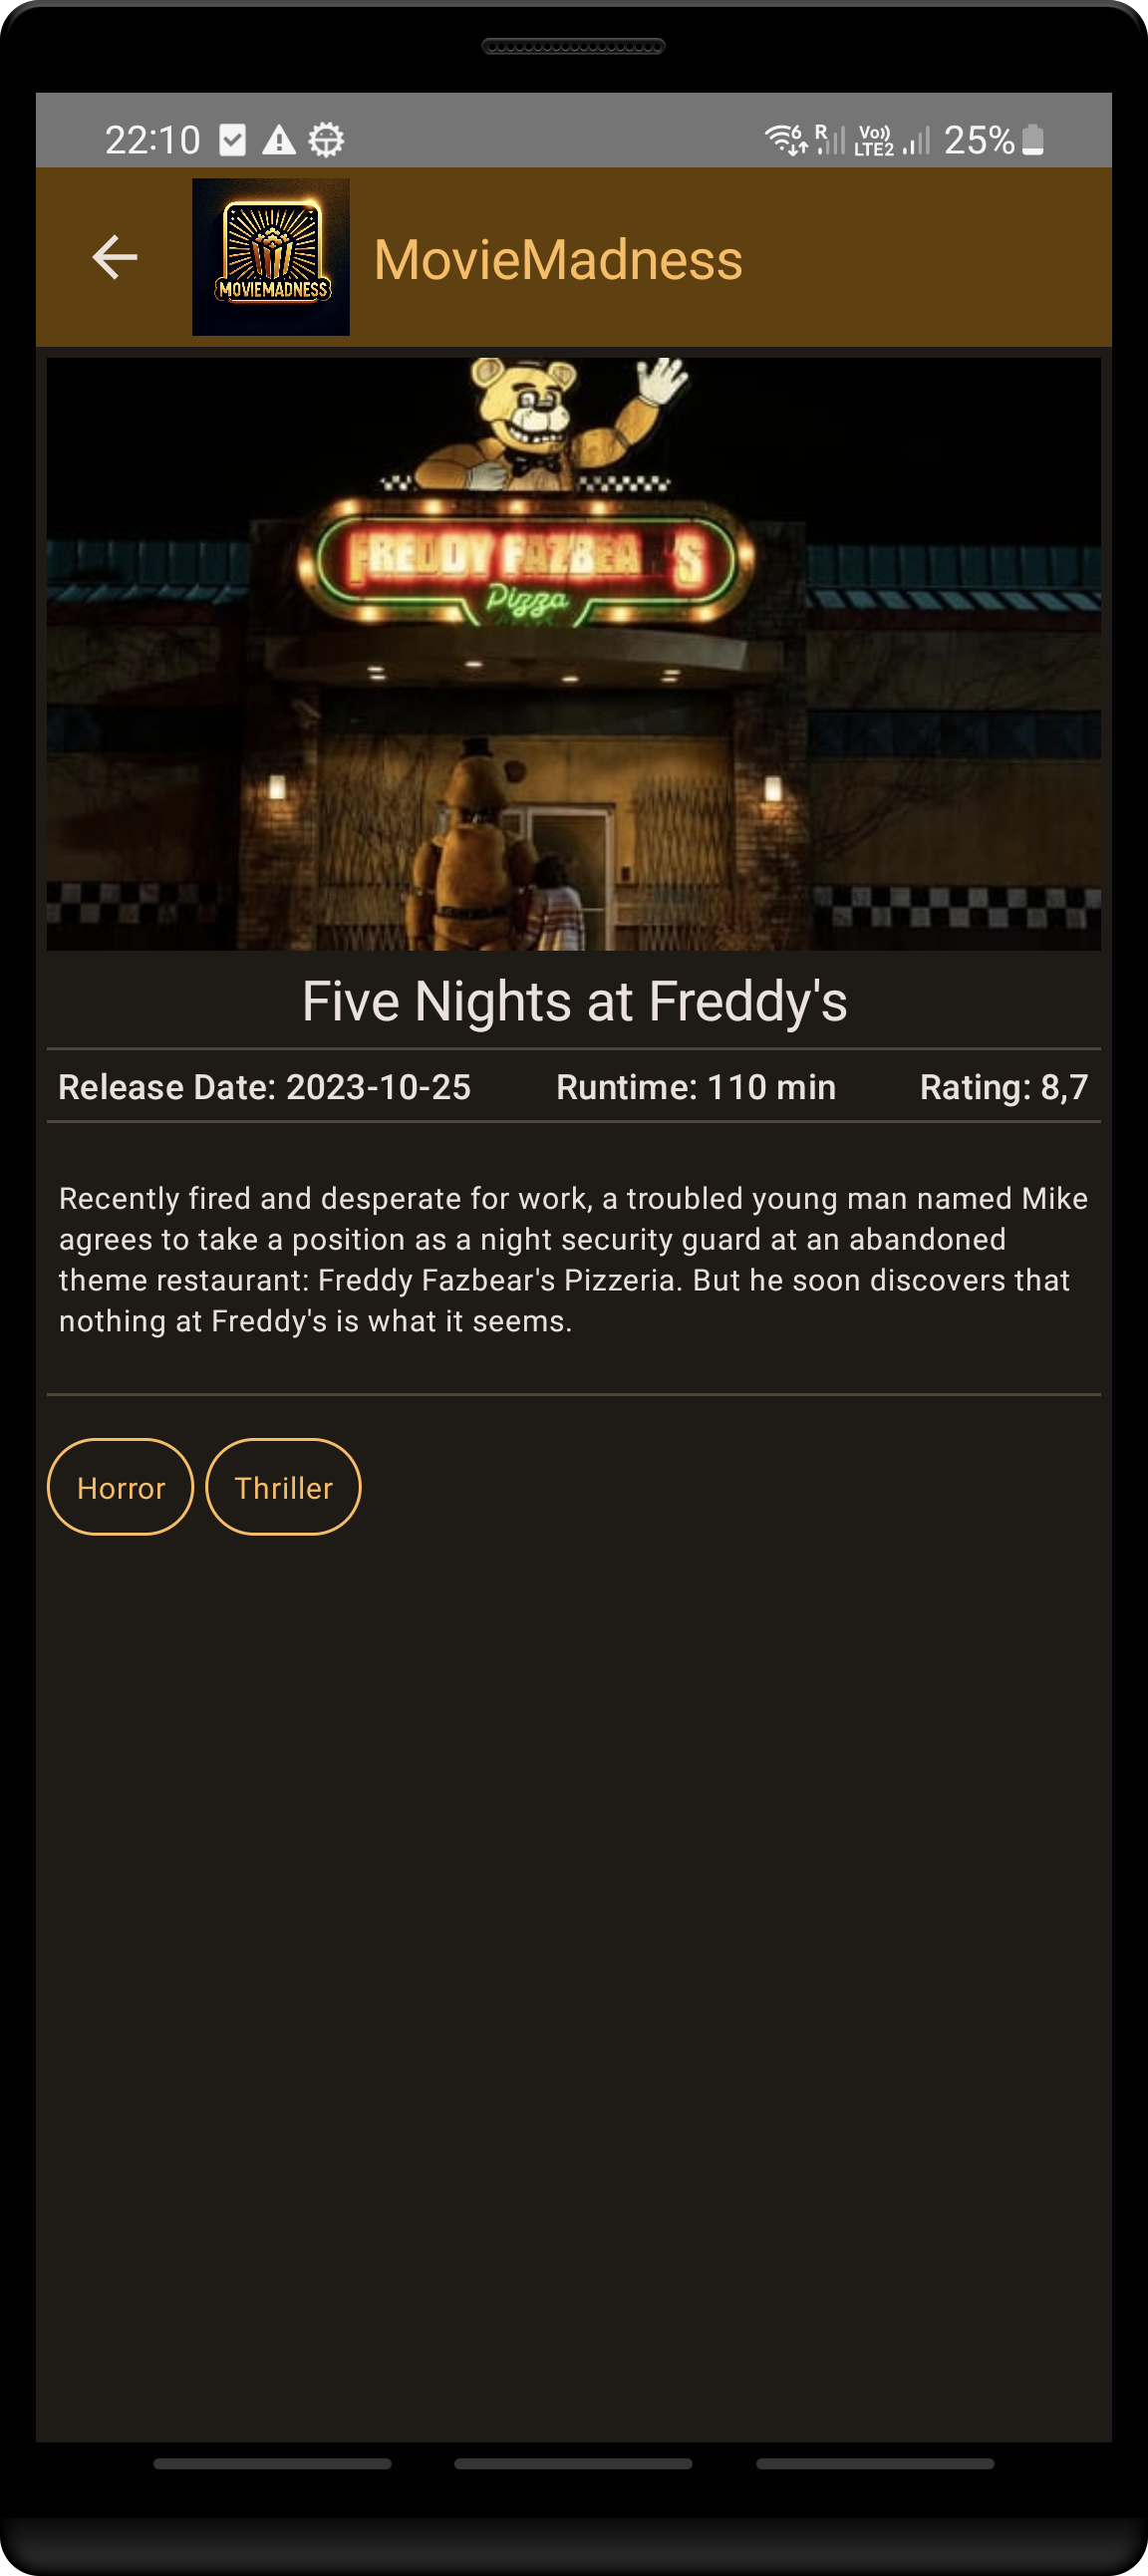 22:10
6 R Vo)) LTE2 25%
MOVIEMADNESS
MovieMadness
FREDDY FAZBEA 'S
Pizza
Five Nights at Freddy's
Release Date: 2023-10-25 Runtime: 110 min Rating: 8,7
Recently fired and desperate for work, a troubled young man named Mike
agrees to take a position as a night security guard at an abandoned
theme restaurant: Freddy Fazbear's Pizzeria. But he soon discovers that
nothing at Freddy's is what it seems.
Horror Thriller